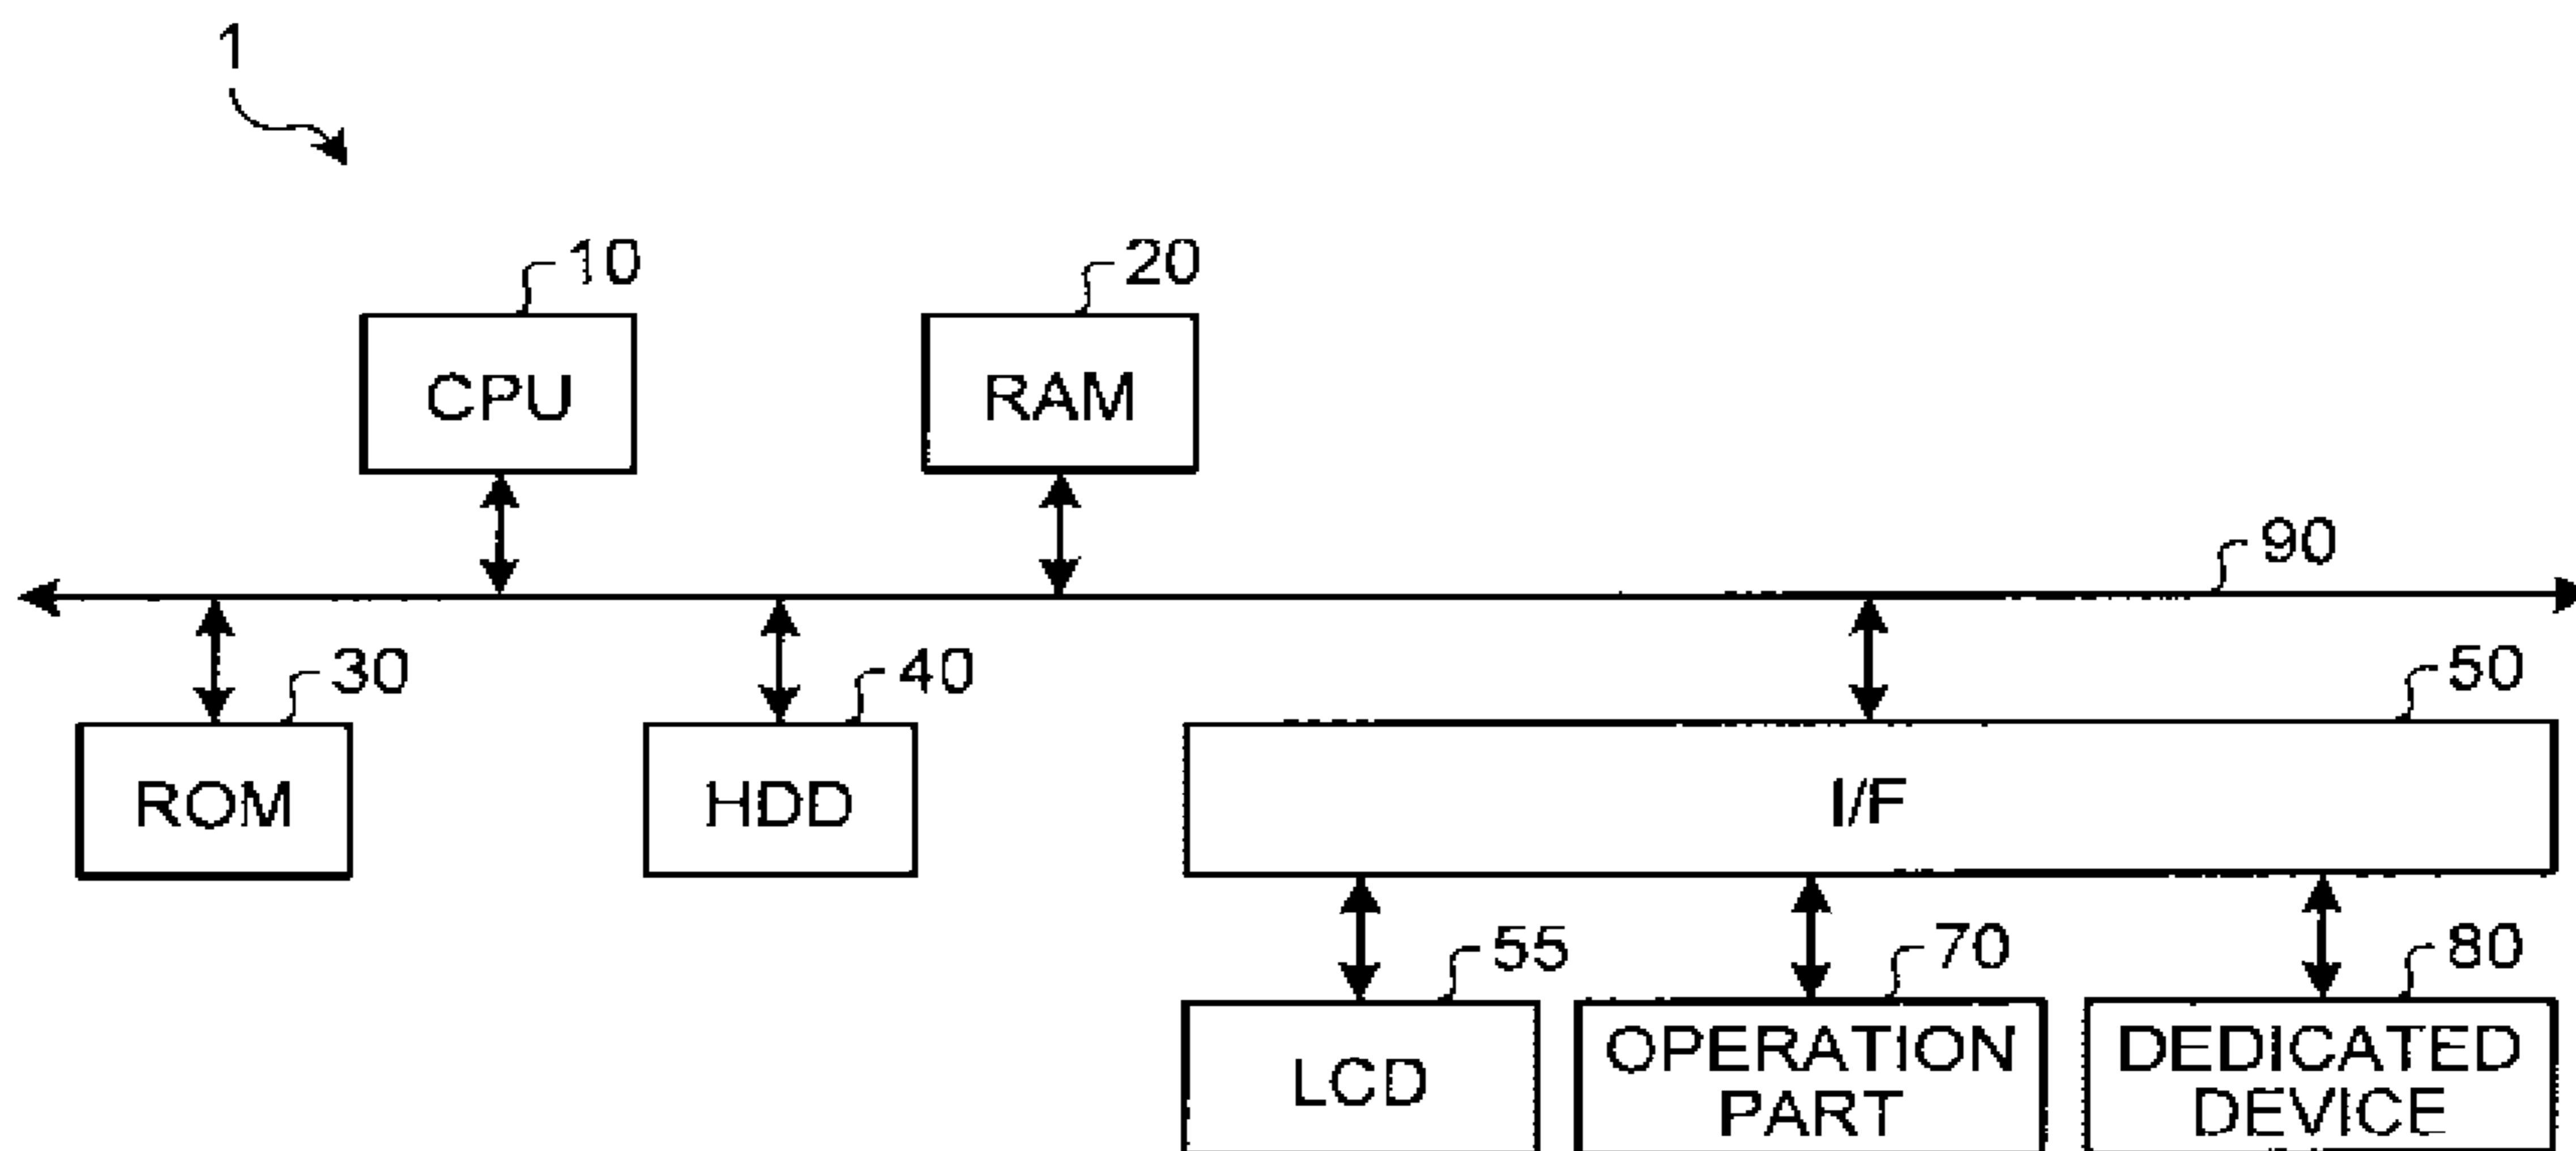 1
10
20
CPU
RAM
90
30
40
50
ROM
HDD
I/F
55
70
80
LCD
OPERATION
PART
DEDICATED
DEVICE